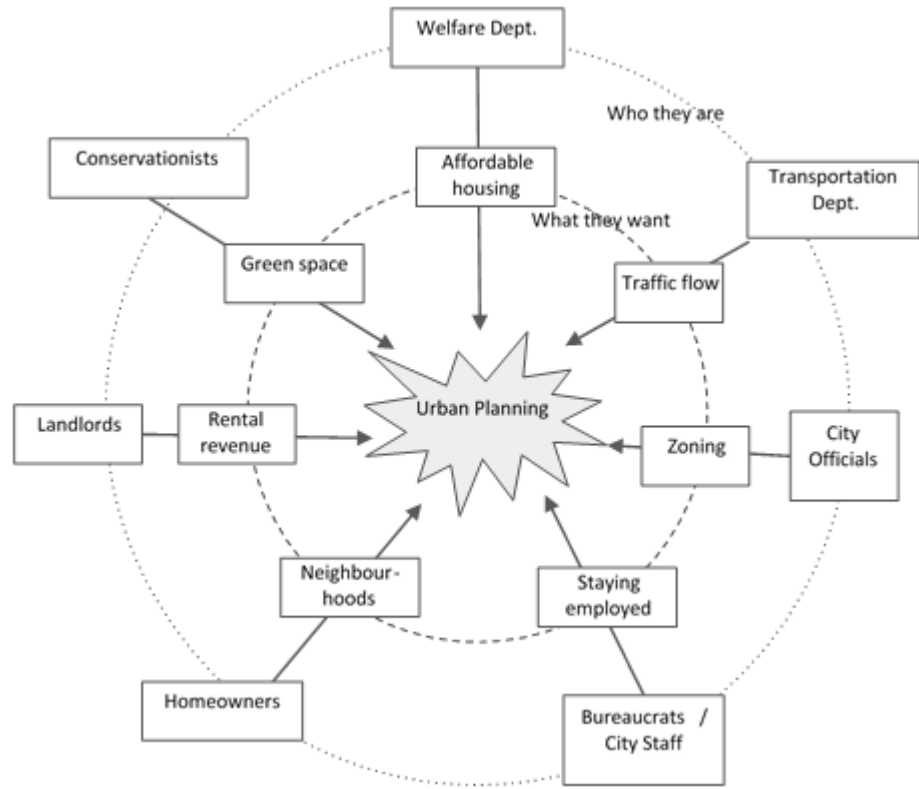 Welfare Dept.
Who they are
Conservationists
Affordable
housing
Transportation
Dept.
What they want
Green space
Traffic flow
Urban Planning
Landlords
Rental
revenue
Zoning
City
Officials
Neighbour-
hoods
Staying
employed
Homeowners
Bureaucrats /
City Staff